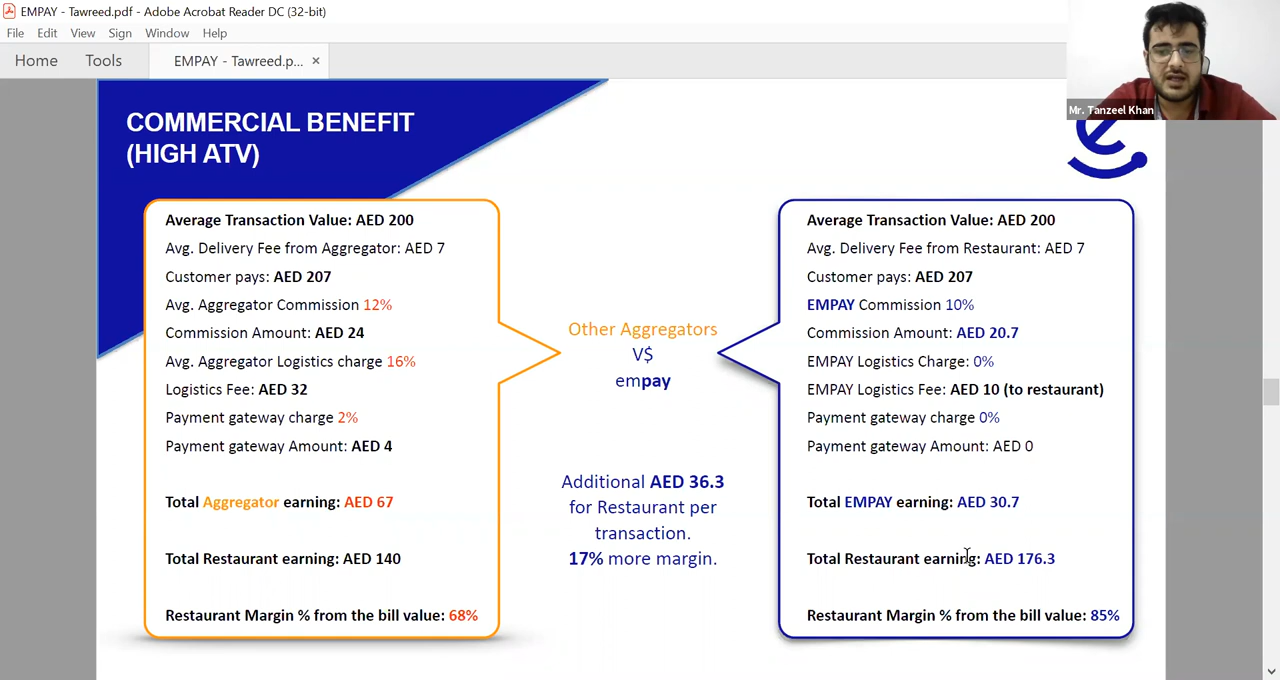 EMPAY - Tawreed.pdf - Adobe Acrobat Reader DC (32-bit)
File Edit View Sign Window Help
Home Tools EMPAY - Tawreed.p... ×
Mr. Tanzeel Khan
COMMERCIAL BENEFIT
(HIGH ATV)
Average Transaction Value: AED 200
Avg. Delivery Fee from Aggregator: AED 7
Customer pays: AED 207
Avg. Aggregator Commission 12%
Commission Amount: AED 24
Avg. Aggregator Logistics charge 16%
Logistics Fee: AED 32
Payment gateway charge 2%
Payment gateway Amount: AED 4
Total Aggregator earning: AED 67
Total Restaurant earning: AED 140
Restaurant Margin % from the bill value: 68%
Other Aggregators
V$
empay
Additional AED 36.3
for Restaurant per
transaction.
17% more margin.
Average Transaction Value: AED 200
Avg. Delivery Fee from Restaurant: AED 7
Customer pays: AED 207
EMPAY Commission 10%
Commission Amount: AED 20.7
EMPAY Logistics Charge: 0%
EMPAY Logistics Fee: AED 10 (to restaurant)
Payment gateway charge 0%
Payment gateway Amount: AED 0
Total EMPAY earning: AED 30.7
Total Restaurant earning: AED 176.3
Restaurant Margin % from the bill value: 85%